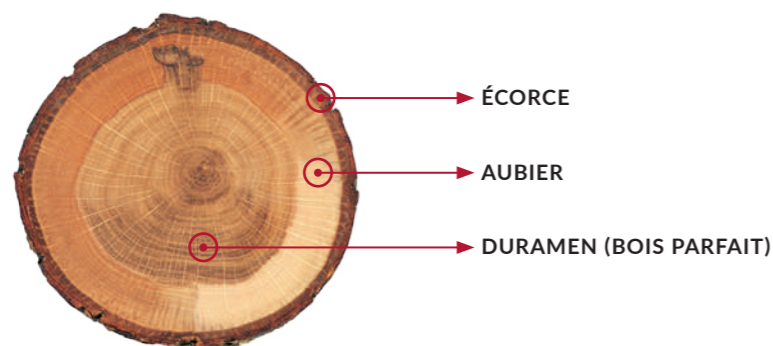 ÉCORCE
AUBIER
DURAMEN (BOIS PARFAIT)